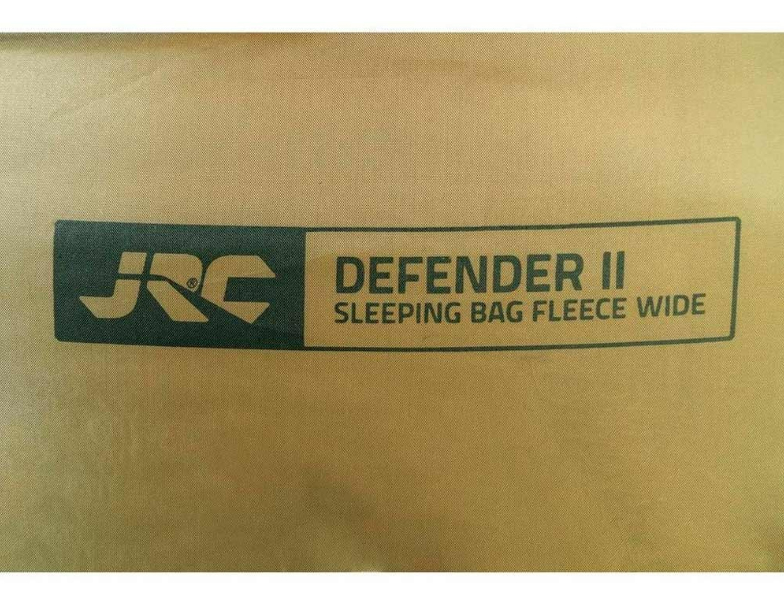 JRC®
DEFENDER II
SLEEPING BAG FLEECE WIDE